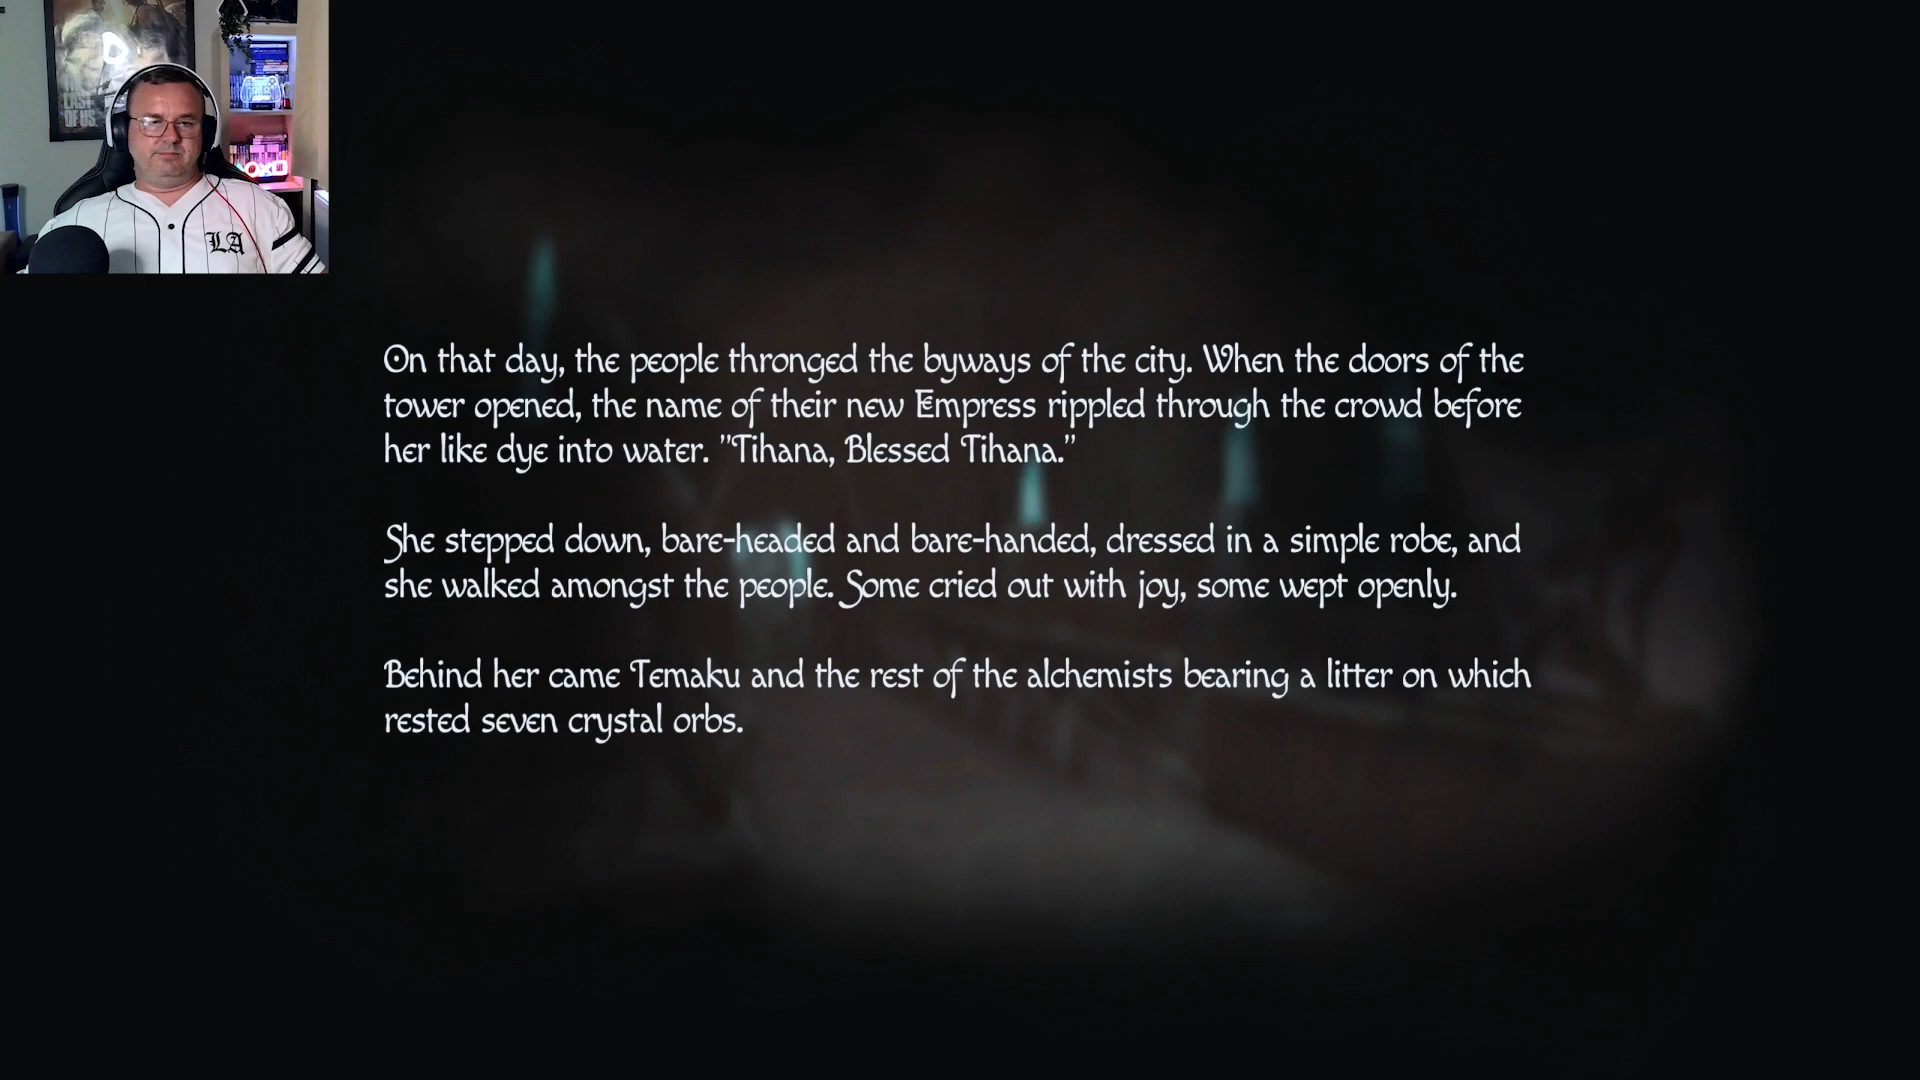 THE
LAST
OF US
LA
On that day, the people thronged the byways of the city. When the doors of the
tower opened, the name of their new Empress rippled through the crowd before
her like dye into water. "Tihana, Blessed Tihana."
She stepped down, bare-headed and bare-handed, dressed in a simple robe, and
she walked amongst the people. Some cried out with joy, some wept openly.
Behind her came Temaku and the rest of the alchemists bearing a litter on which
rested seven crystal orbs.